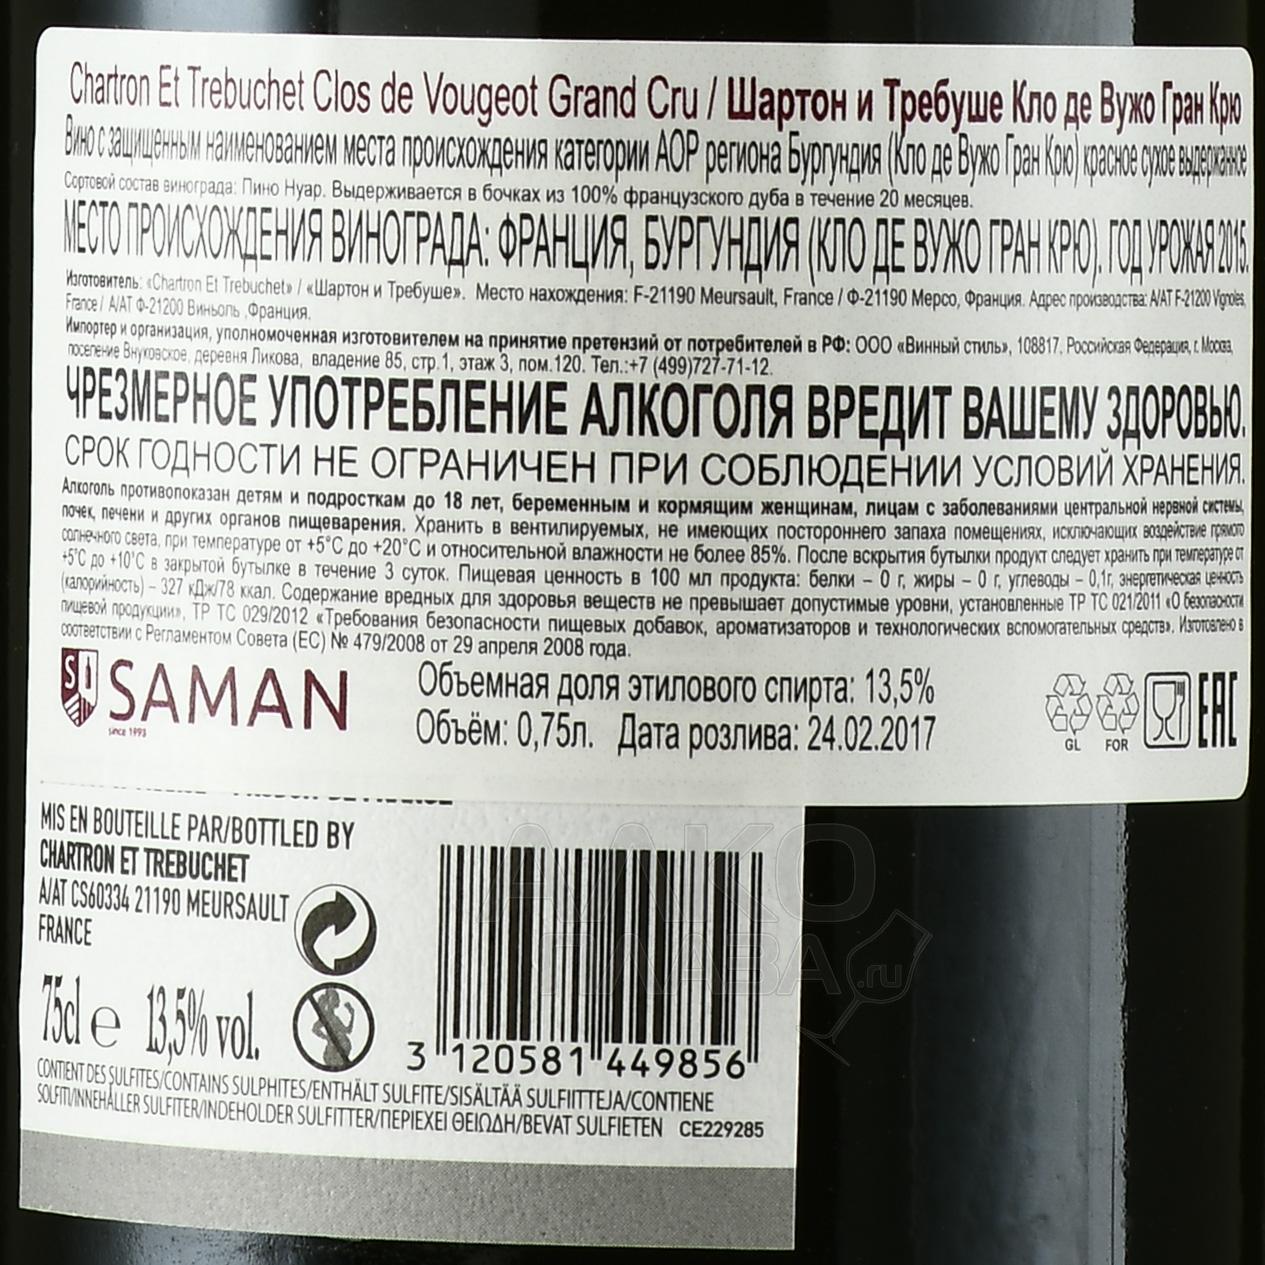 Chartron Et Trebuchet Clos de Vougeot Grand Cru / Шартон и Требуше Кло де Вужо Гран Крю
Вино с защищенным наименованием места происхождения категории АОР региона Бургундия (Кло де Вужо Гран Крю) красное сухое выдержанное
Сортовой состав винограда: Пино Нуар. Выдерживается в бочках из 100% французского дуба в течение 20 месяцев.
МЕСТО ПРОИСХОЖДЕНИЯ ВИНОГРАДА: ФРАНЦИЯ, БУРГУНДИЯ (КЛО ДЕ ВУЖО ГРАН КРЮ). ГОД УРОЖАЯ 2015.
Изготовитель: «Chartron Et Trebuchet» / «Шартон и Требуше». Место нахождения: F-21190 Meursault, France / Ф-21190 Мерсо, Франция. Адрес производства: A/AT F-21200 Vignoles,
France / А/АТ Ф-21200 Виньоль ,Франция.
Импортер и организация, уполномоченная изготовителем на принятие претензий от потребителей в РФ: ООО «Винный стиль», 108817, Российская Федерация, г. Москва,
поселение Внуковское, деревня Ликова, владение 85, стр.1, этаж 3, пом.120. Тел.:+7 (499)727-71-12.
ЧРЕЗМЕРНОЕ УПОТРЕБЛЕНИЕ АЛКОГОЛЯ ВРЕДИТ ВАШЕМУ ЗДОРОВЬЮ.
СРОК ГОДНОСТИ НЕ ОГРАНИЧЕН ПРИ СОБЛЮДЕНИИ УСЛОВИЙ ХРАНЕНИЯ.
Алкоголь противопоказан детям и подросткам до 18 лет, беременным и кормящим женщинам, лицам с заболеваниями центральной нервной системы,
почек, печени и других органов пищеварения. Хранить в вентилируемых, не имеющих постороннего запаха помещениях, исключающих воздействие прямого
солнечного света, при температуре от +5°С до +20°С и относительной влажности не более 85%. После вскрытия бутылки продукт следует хранить при температуре от
+5°С до +10°С в закрытой бутылке в течение 3 суток. Пищевая ценность в 100 мл продукта: белки – 0 г, жиры – 0 г, углеводы – 0,1г, энергетическая ценность
(калорийность) – 327 кДж/78 ккал. Содержание вредных для здоровья веществ не превышает допустимые уровни, установленные ТР ТС 021/2011 «О безопасности
пищевой продукции», ТР ТС 029/2012 «Требования безопасности пищевых добавок, ароматизаторов и технологических вспомогательных средств». Изготовлено в
соответствии с Регламентом Совета (ЕС) № 479/2008 от 29 апреля 2008 года.
SAMAN
since 1993
Объемная доля этилового спирта: 13,5%
Объём: 0,75л. Дата розлива: 24.02.2017
GL FOR
EAC
MIS EN BOUTEILLE PAR/BOTTLED BY
CHARTRON ET TREBUCHET
A/AT CS60334 21190 MEURSAULT
FRANCE
75cl e 13,5% vol.
3 120581 449856
CONTIENT DES SULFITES/CONTAINS SULPHITES/ENTHÄLT SULFITE/SISÄLTÄÄ SULFIITTEJA/CONTIENE
SOLFITI/INNEHÅLLER SULFITER/INDEHOLDER SULFITTER/ΠΕΡΙΕΧΕΙ ΘΕΙΩΔΗ/BEVAT SULFIETEN CE229285
АЛКО
ПЛАВА.ru